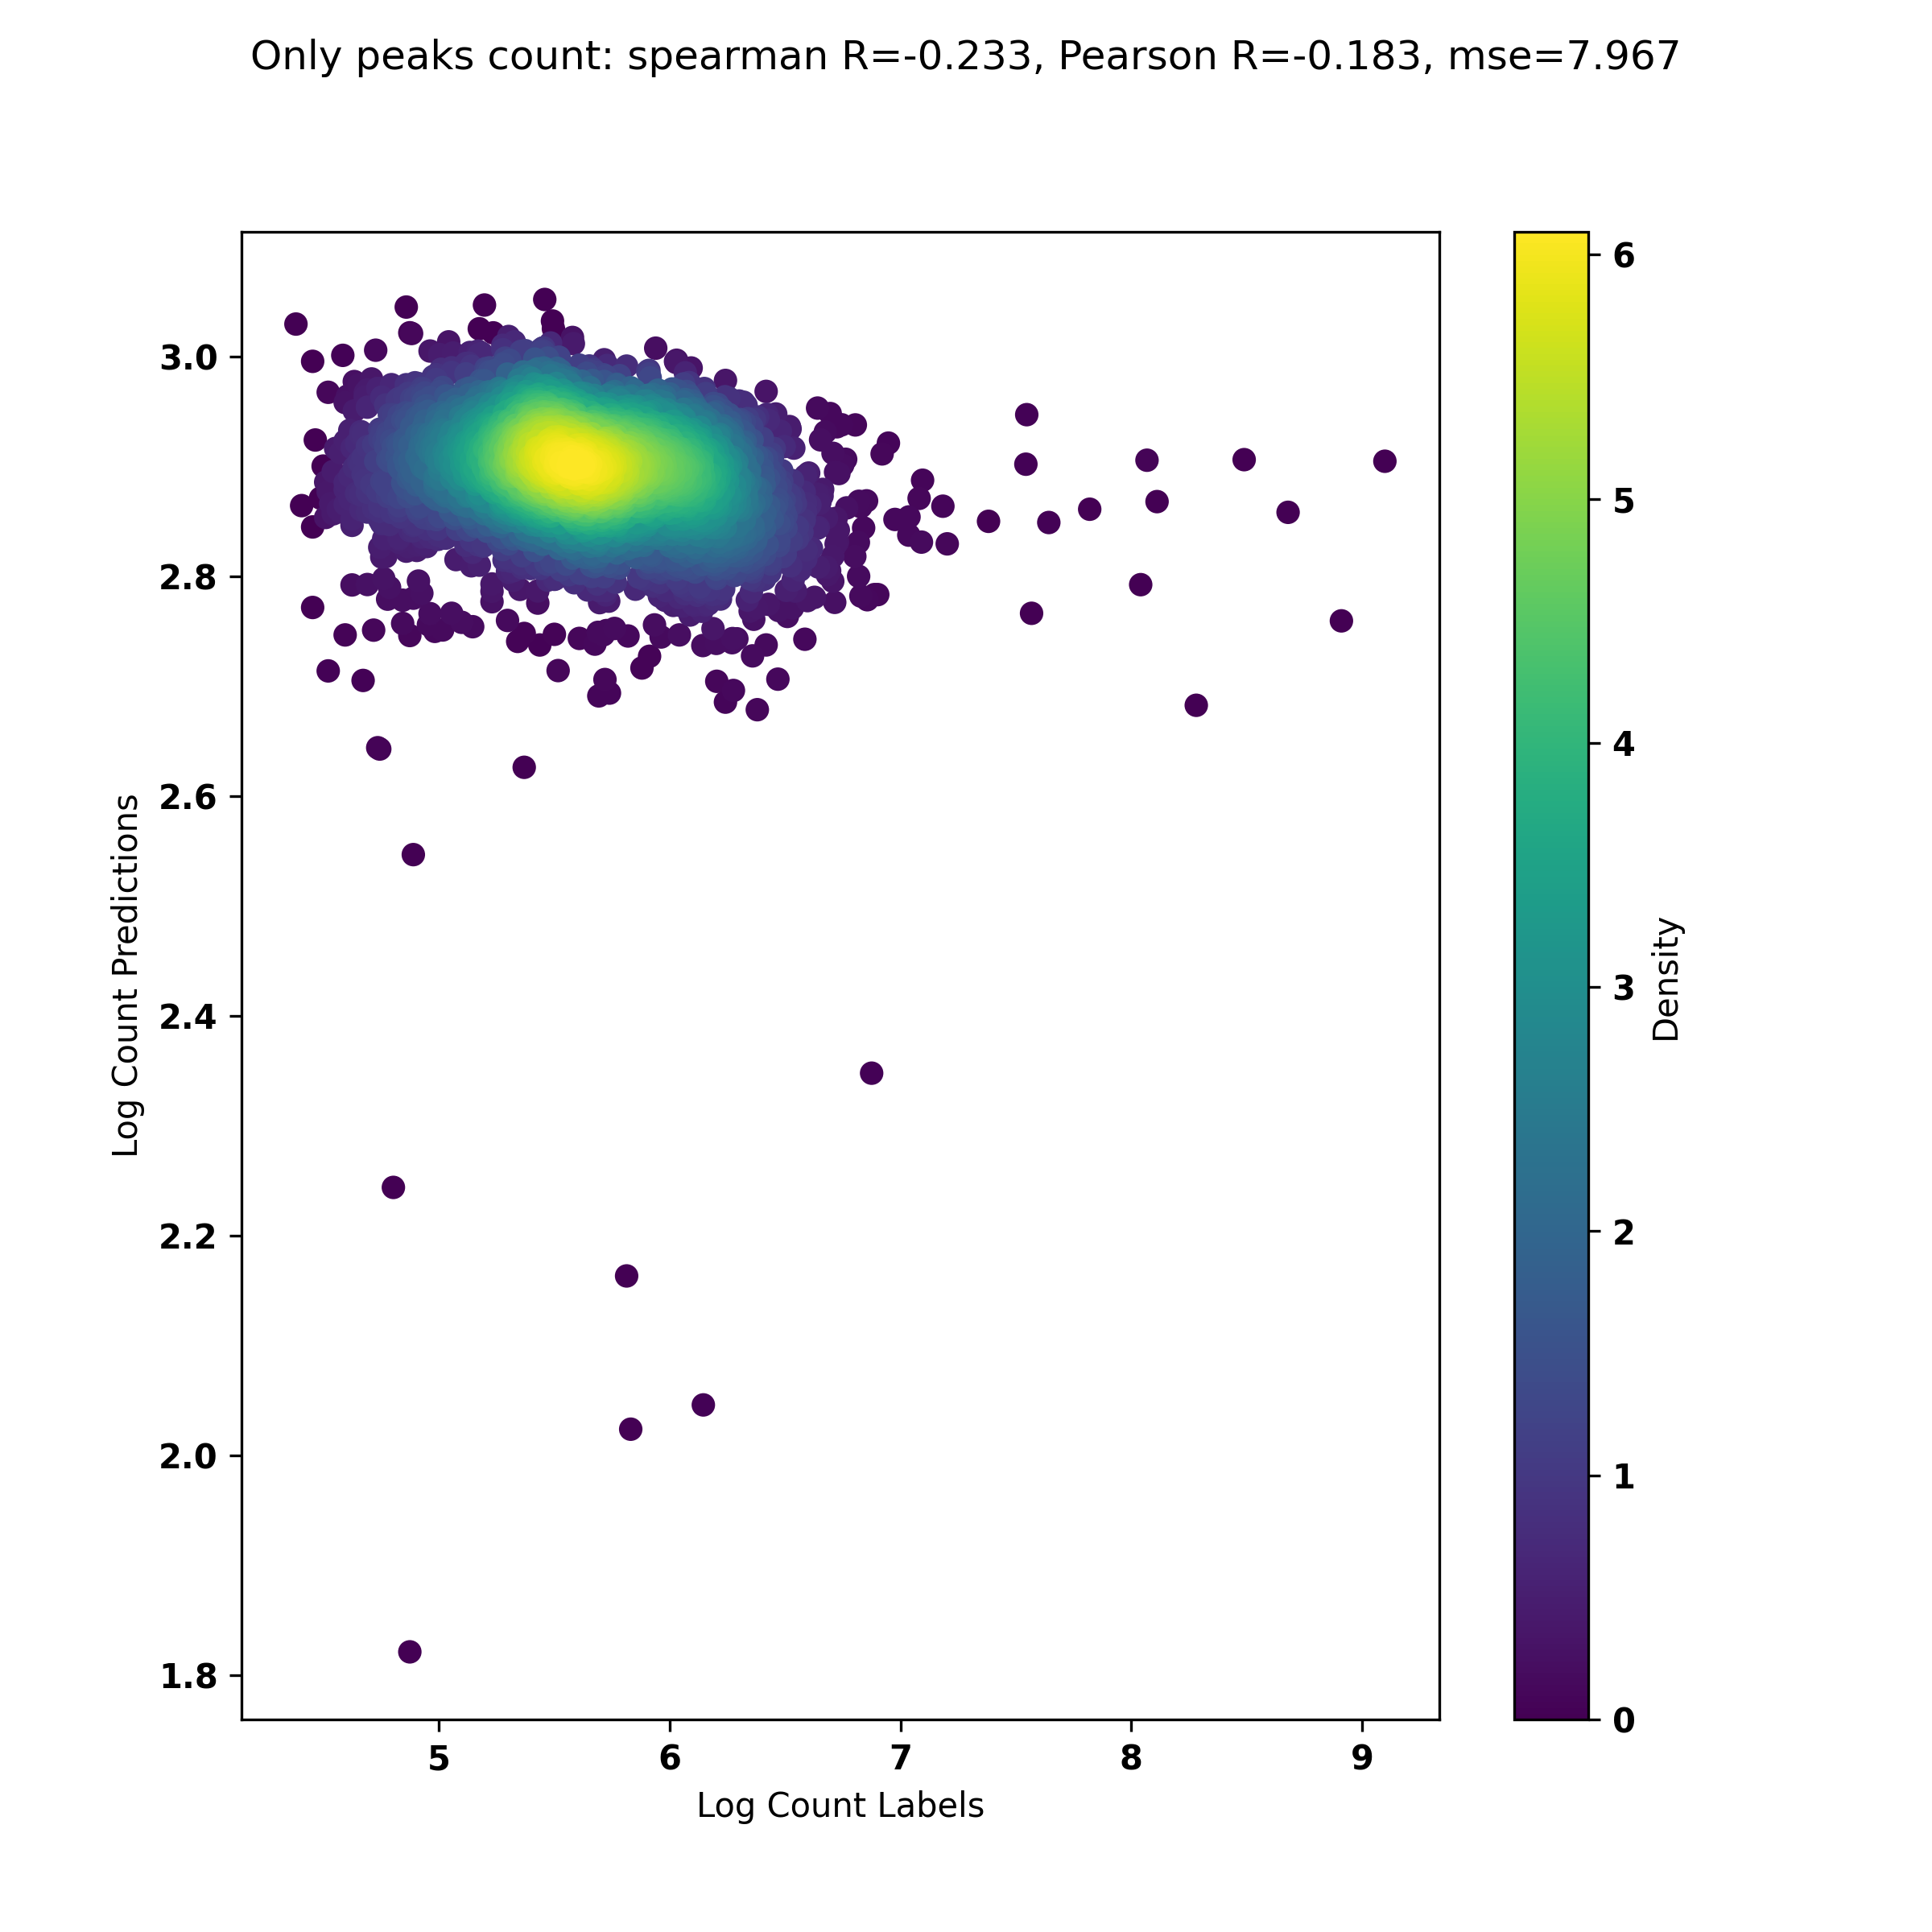 Only peaks count: spearman R=-0.233, Pearson R=-0.183, mse=7.967
3.0
2.8
2.6
2.4
2.2
2.0
1.8
Log Count Predictions
5 6 7 8 9
Log Count Labels
6
5
4
3
2
1
0
Density